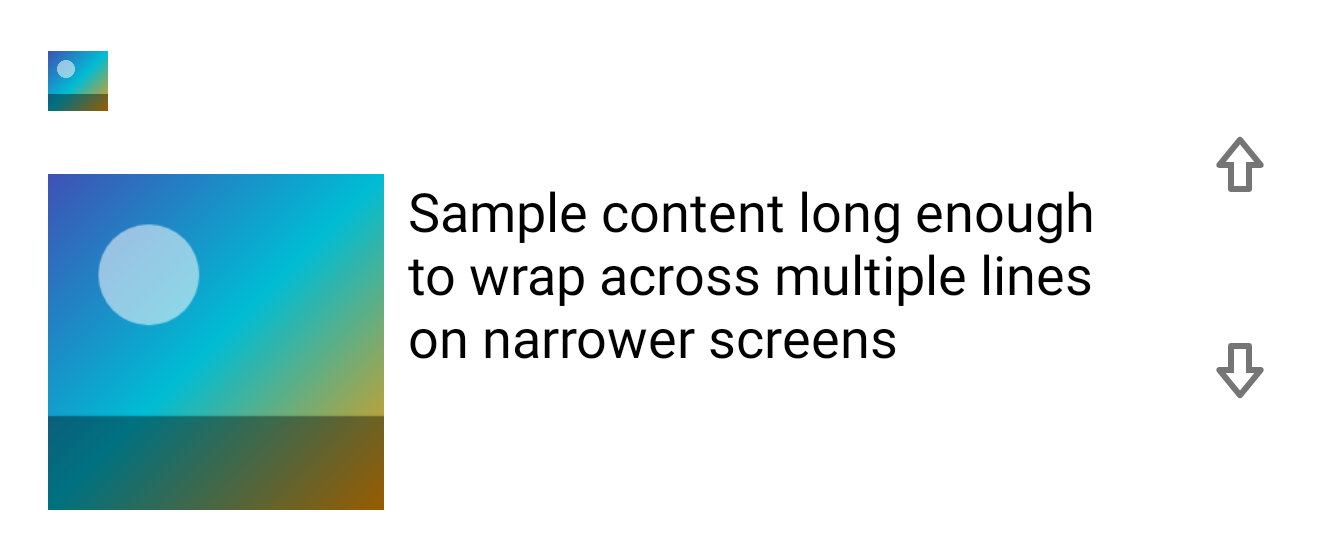 Sample content long enough
to wrap across multiple lines
on narrower screens